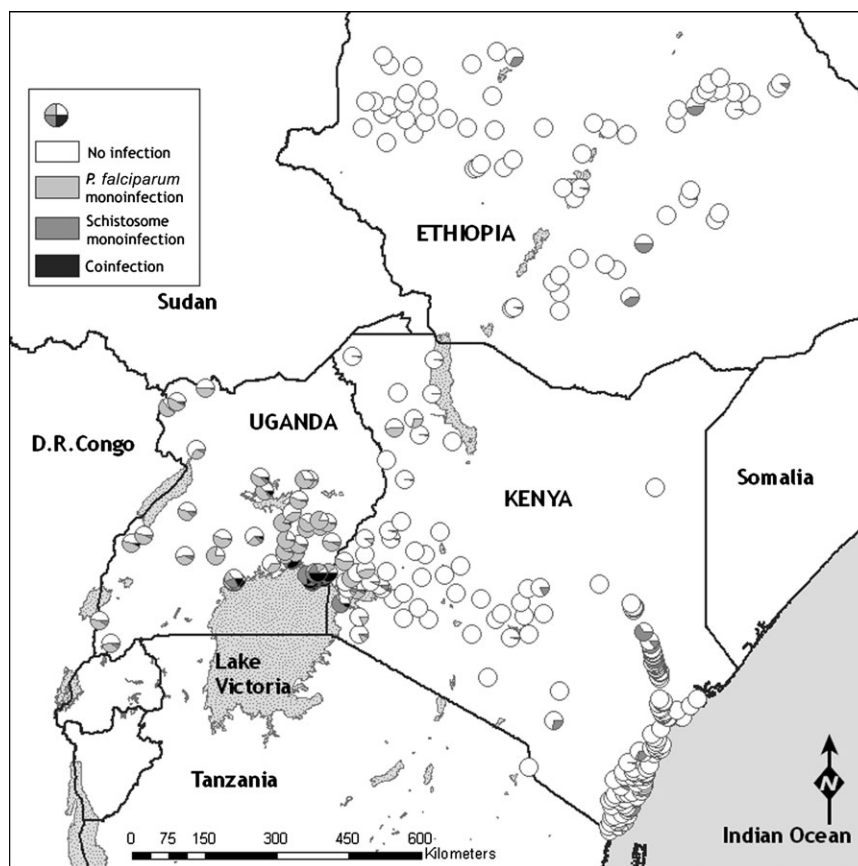 No infection
P. falciparum
monoinfection
Schistosome
monoinfection
Coinfection
Sudan
ETHIOPIA
UGANDA
D.R.Congo
Somalia
KENYA
Lake
Victoria
Tanzania
N
0 75 150 300 450 600
Kilometers
Indian Ocean